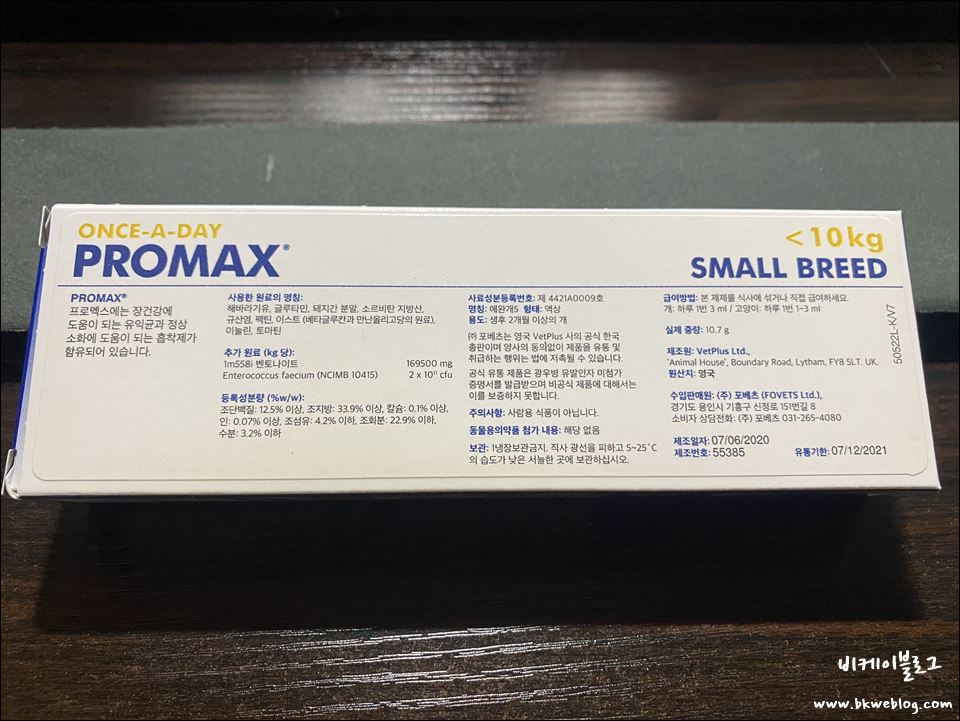 ONCE-A-DAY
PROMAX®
<10kg
SMALL BREED
PROMAX®
프로멕스에는 장건강에
도움이 되는 유익균과 정상
소화에 도움이 되는 흡착제가
함유되어 있습니다.
사용한 원료의 명칭:
해바라기유, 글루타민, 돼지간 분말, 소르비탄 지방산,
규산염, 펙틴, 이스트 (베타글루칸과 만난올리고당의 원료),
이눌린, 토마틴
추가 원료 (kg 당):
1m558i 벤토나이트 169500 mg
Enterococcus faecium (NCIMB 10415) 2 x 10¹¹ cfu
등록성분량 (%w/w):
조단백질: 12.5% 이상, 조지방: 33.9% 이상, 칼슘: 0.1% 이상,
인: 0.07% 이상, 조섬유: 4.2% 이하, 조회분: 22.9% 이하,
수분: 3.2% 이하
사료성분등록번호: 제 4421A0009호
명칭: 애완개5 형태: 액상
용도: 생후 2개월 이상의 개
㈜ 포베츠는 영국 VetPlus 사의 공식 한국
총판이며 양사의 동의없이 제품을 유통 및
취급하는 행위는 법에 저촉될 수 있습니다.
공식 유통 제품은 광우병 유발인자 미첨가
증명서를 발급받으며 비공식 제품에 대해서는
이를 보증하지 못합니다.
주의사항: 사람용 식품이 아닙니다.
동물용의약품 첨가 내용: 해당 없음
보관: 1냉장보관금지. 직사 광선을 피하고 5~25˚C
의 습도가 낮은 서늘한 곳에 보관하십시오.
급여방법: 본 제제를 식사에 섞거나 직접 급여하세요.
개: 하루 1번 3 ml / 고양이: 하루 1번 1~3 ml
실제 중량: 10.7 g
제조원: VetPlus Ltd.,
'Animal House', Boundary Road, Lytham, FY8 5LT. UK.
원산지: 영국
수입판매원: (주) 포베츠 (FOVETS Ltd.),
경기도 용인시 기흥구 신정로 151번길 8
소비자 상담전화: (주) 포베츠 031-265-4080
제조일자: 07/06/2020
제조번호: 55385
유통기한: 07/12/2021
50522L-K/V7
비케이블로그
www.bkweblog.com